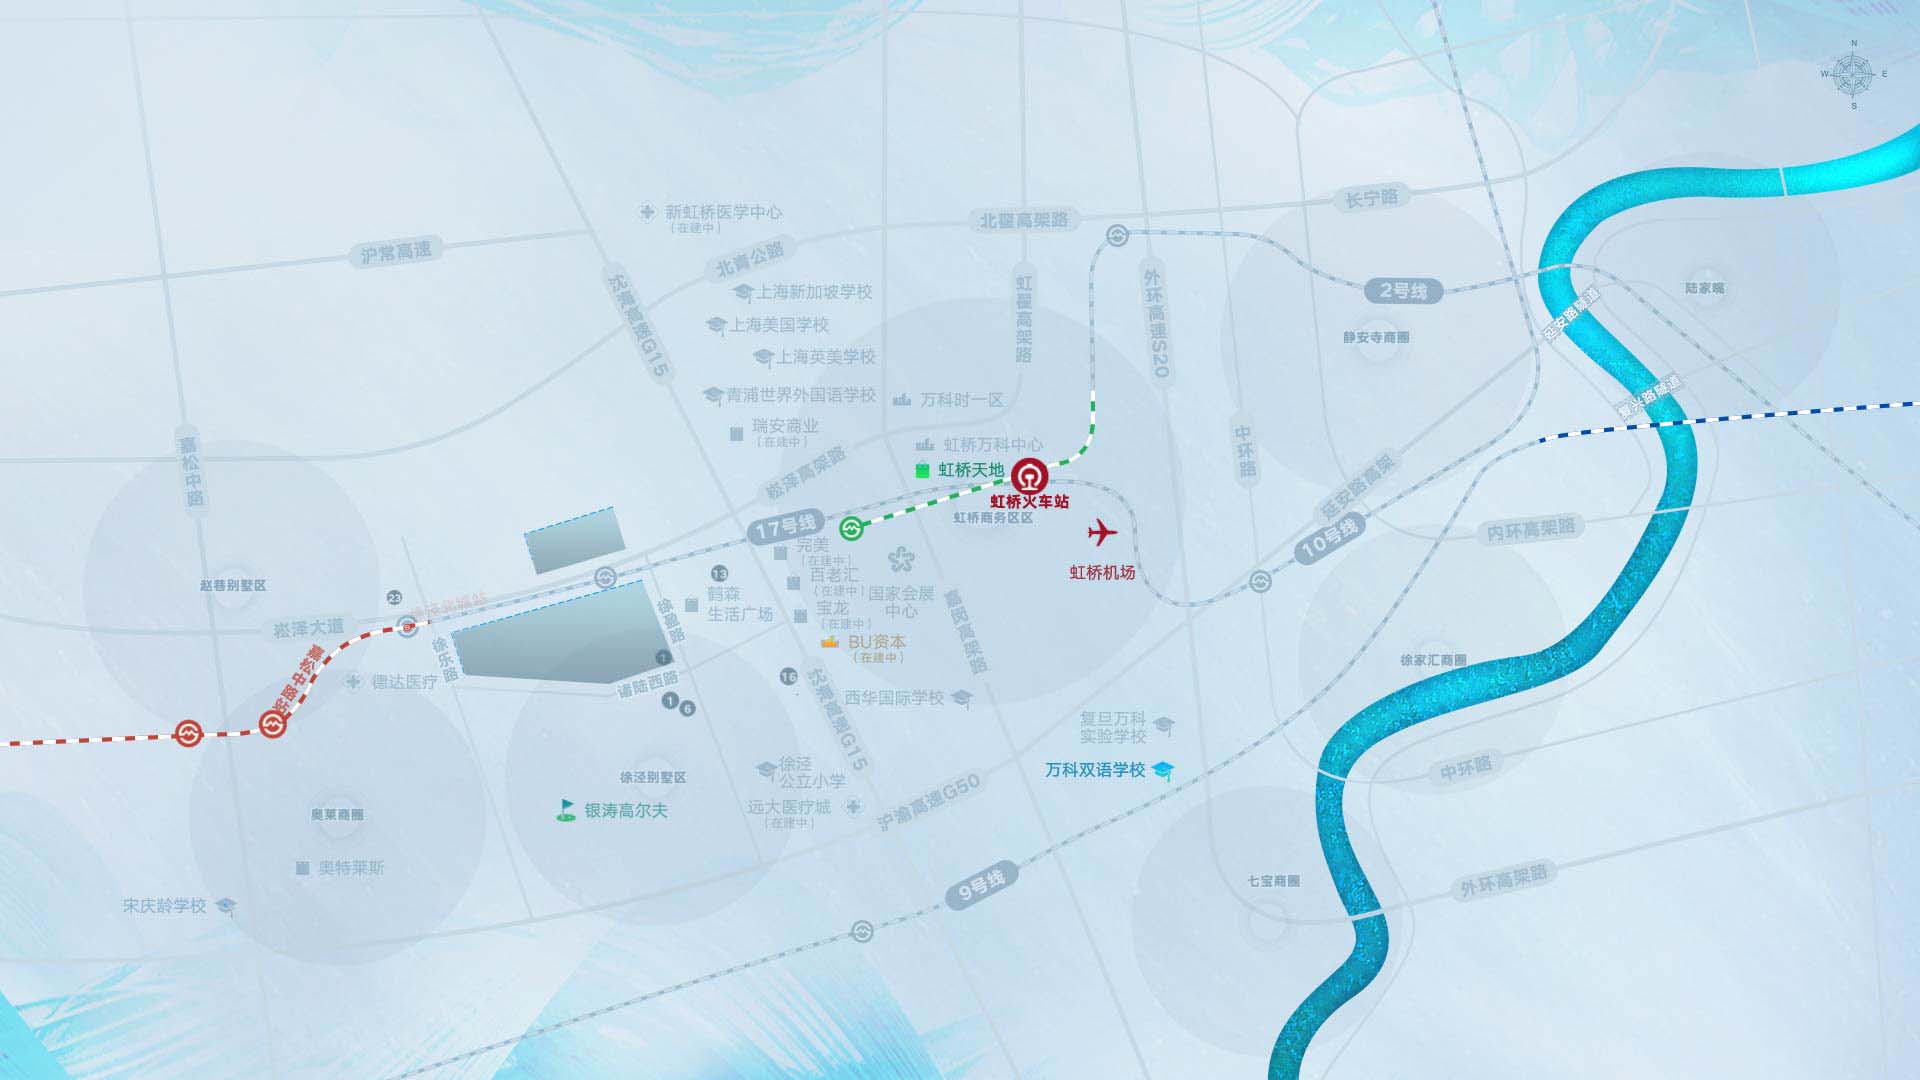 N
W
E
S
长宁路
新虹桥医学中心
(在建中)
北翟高架路
沪常高速
北青公路
沈海高速G15
虹翟高架路
外环高速S20
2号线
陆家嘴
上海新加坡学校
延安路隧道
上海美国学校
静安寺商圈
上海英美学校
青浦世界外国语学校
万科时一区
复兴路隧道
瑞安商业
(在建中)
虹桥万科中心
嘉松中路
中环路
崧泽高架路
虹桥天地
虹桥火车站
延安路高架
虹桥商务区区
17号线
内环高架路
10号线
完美
(在建中)
百老汇
(在建中)
国家会展
中心
虹桥机场
赵巷别墅区
13
鹤森
生活广场
23
宝龙
(在建中)
徐盈路
嘉闵高架路
崧泽大道
徐乐路
BU资本
(在建中)
嘉松中路站
1
徐家汇商圈
德达医疗
诸陆西路
16
沈海高速G15
1
6
西华国际学校
复旦万科
实验学校
万科双语学校
徐泾
公立小学
徐泾别墅区
中环路
沪渝高速G50
远大医疗城
(在建中)
奥莱商圈
银涛高尔夫
奥特莱斯
9号线
七宝商圈
外环高架路
宋庆龄学校